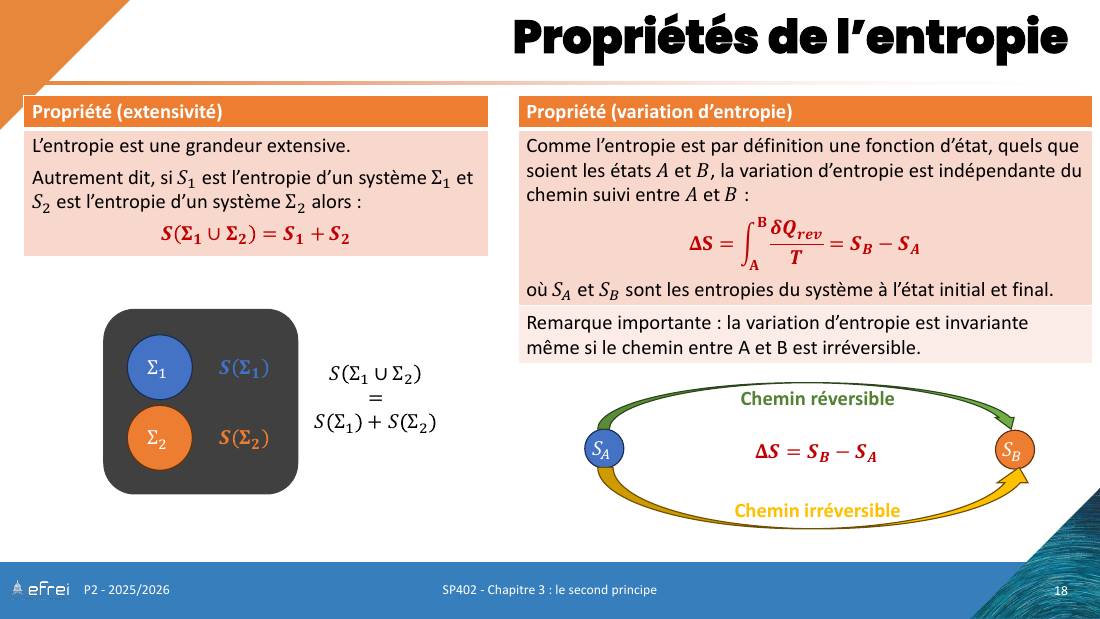 Propriétés de l’entropie
Propriété (extensivité)
L’entropie est une grandeur extensive.
Autrement dit, si S₁ est l’entropie d’un système Σ₁ et
S₂ est l’entropie d’un système Σ₂ alors :
S(Σ₁ ∪ Σ₂) = S₁ + S₂
Σ₁ S(Σ₁)
Σ₂ S(Σ₂)
S(Σ₁ ∪ Σ₂)
=
S(Σ₁) + S(Σ₂)
Propriété (variation d’entropie)
Comme l’entropie est par définition une fonction d’état, quels que
soient les états A et B, la variation d’entropie est indépendante du
chemin suivi entre A et B :
ΔS = ∫_A^B δQ_rev / T = S_B − S_A
où S_A et S_B sont les entropies du système à l’état initial et final.
Remarque importante : la variation d’entropie est invariante
même si le chemin entre A et B est irréversible.
Chemin réversible
S_A ΔS = S_B − S_A S_B
Chemin irréversible
efrei P2 - 2025/2026 SP402 - Chapitre 3 : le second principe 18